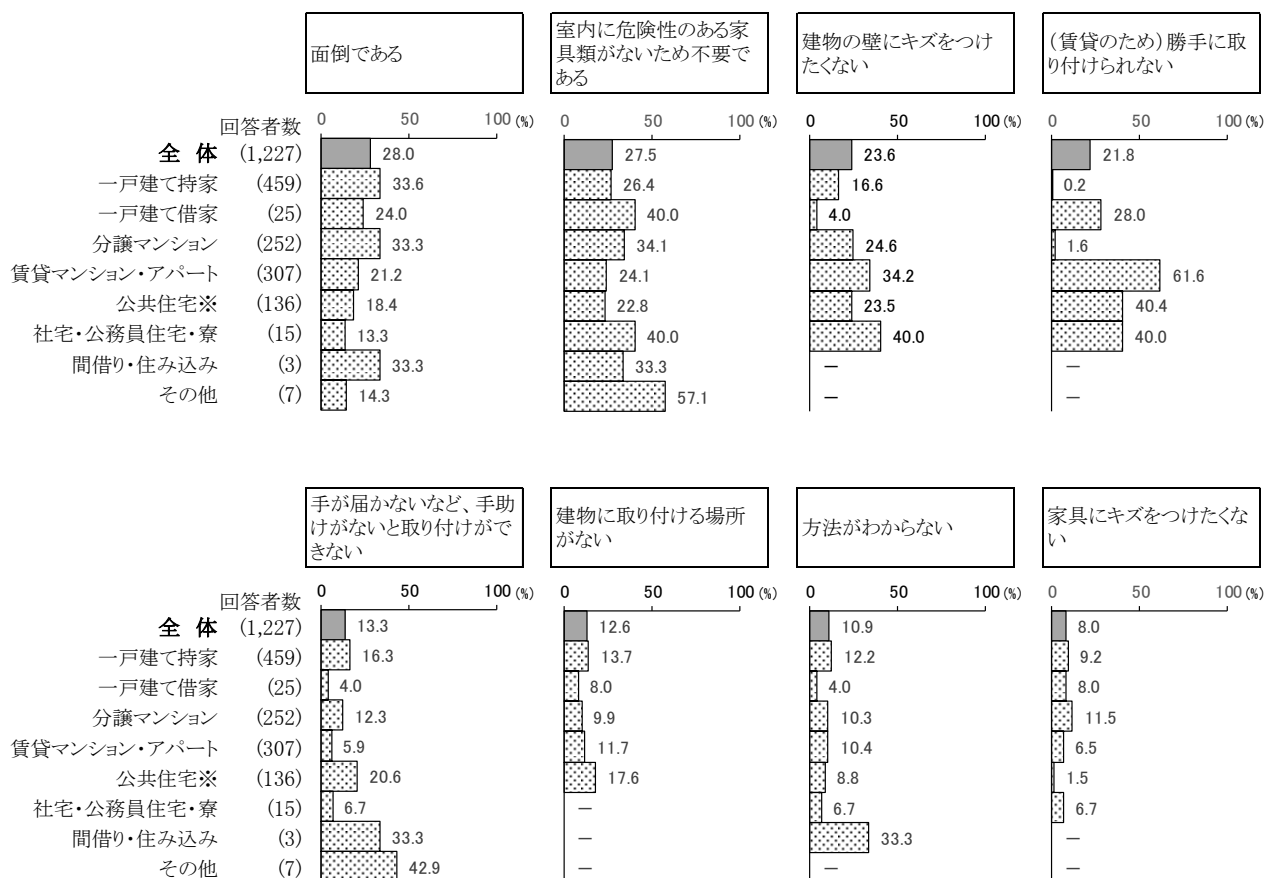 面倒である
室内に危険性のある家
具類がないため不要で
ある
建物の壁にキズをつけ
たくない
(賃貸のため)勝手に取
り付けられない
回答者数 0 50 100 (%) 0 50 100 (%) 0 50 100 (%) 0 50 100 (%)
全 体 (1,227) 28.0 27.5 23.6 21.8
一戸建て持家 (459) 33.6 26.4 16.6 0.2
一戸建て借家 (25) 24.0 40.0 4.0 28.0
分譲マンション (252) 33.3 34.1 24.6 1.6
賃貸マンション・アパート (307) 21.2 24.1 34.2 61.6
公共住宅※ (136) 18.4 22.8 23.5 40.4
社宅・公務員住宅・寮 (15) 13.3 40.0 40.0 40.0
間借り・住み込み (3) 33.3 33.3 － －
その他 (7) 14.3 57.1 － －
手が届かないなど、手助
けがないと取り付けがで
きない
建物に取り付ける場所
がない
方法がわからない
家具にキズをつけたくな
い
回答者数 0 50 100 (%) 0 50 100 (%) 0 50 100 (%) 0 50 100 (%)
全 体 (1,227) 13.3 12.6 10.9 8.0
一戸建て持家 (459) 16.3 13.7 12.2 9.2
一戸建て借家 (25) 4.0 8.0 4.0 8.0
分譲マンション (252) 12.3 9.9 10.3 11.5
賃貸マンション・アパート (307) 5.9 11.7 10.4 6.5
公共住宅※ (136) 20.6 17.6 8.8 1.5
社宅・公務員住宅・寮 (15) 6.7 － 6.7 6.7
間借り・住み込み (3) 33.3 － 33.3 －
その他 (7) 42.9 － － －